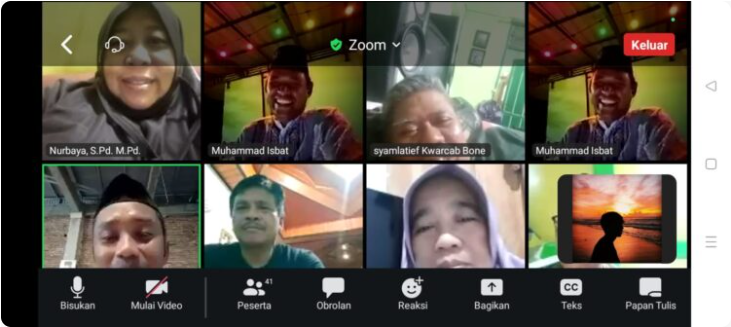 Zoom
Keluar
Nurbaya, S.Pd. M.Pd.
Muhammad Isbat
syamlatief Kwarcab Bone
Muhammad Isbat
41
Bisukan
Mulai Video
Peserta
Obrolan
Reaksi
Bagikan
CC
Teks
Papan Tulis